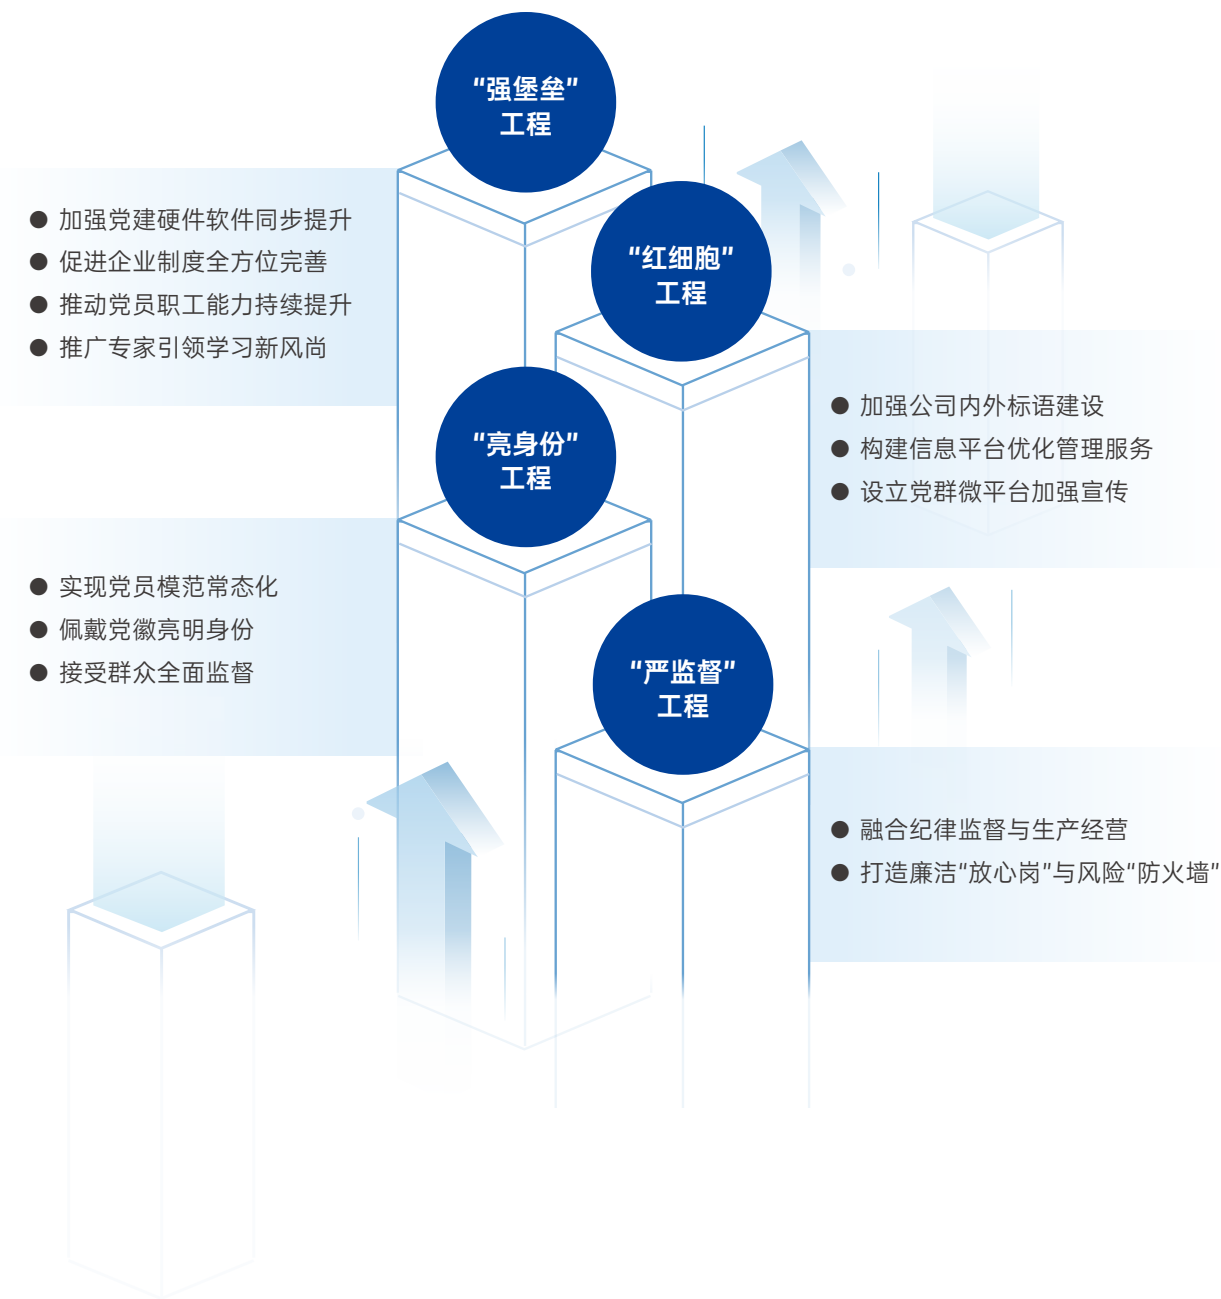 “强堡垒”
工程
● 加强党建硬件软件同步提升
● 促进企业制度全方位完善
● 推动党员职工能力持续提升
● 推广专家引领学习新风尚
“红细胞”
工程
● 加强公司内外标语建设
● 构建信息平台优化管理服务
● 设立党群微平台加强宣传
“亮身份”
工程
● 实现党员模范常态化
● 佩戴党徽亮明身份
● 接受群众全面监督
“严监督”
工程
● 融合纪律监督与生产经营
● 打造廉洁“放心岗”与风险“防火墙”